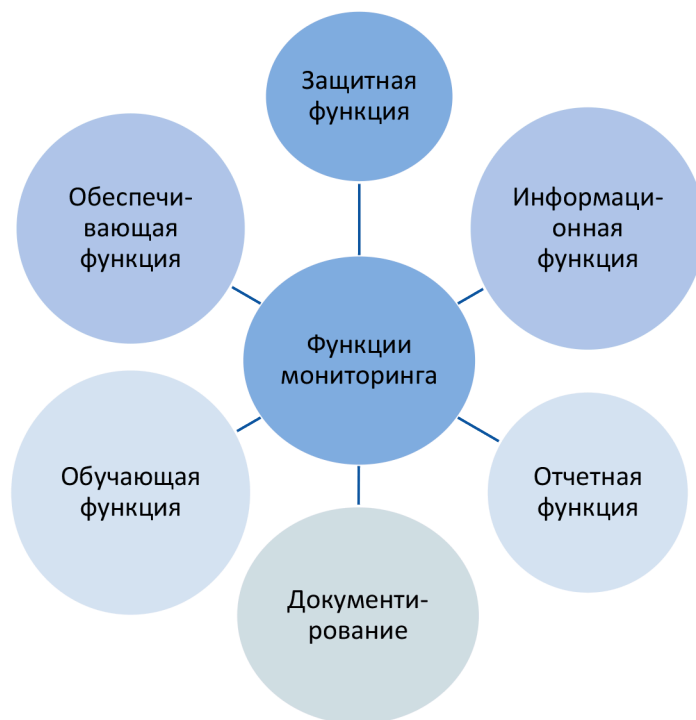 Защитная
функция
Обеспечи-
вающая
функция
Информаци-
онная
функция
Функции
мониторинга
Обучающая
функция
Отчетная
функция
Документи-
рование